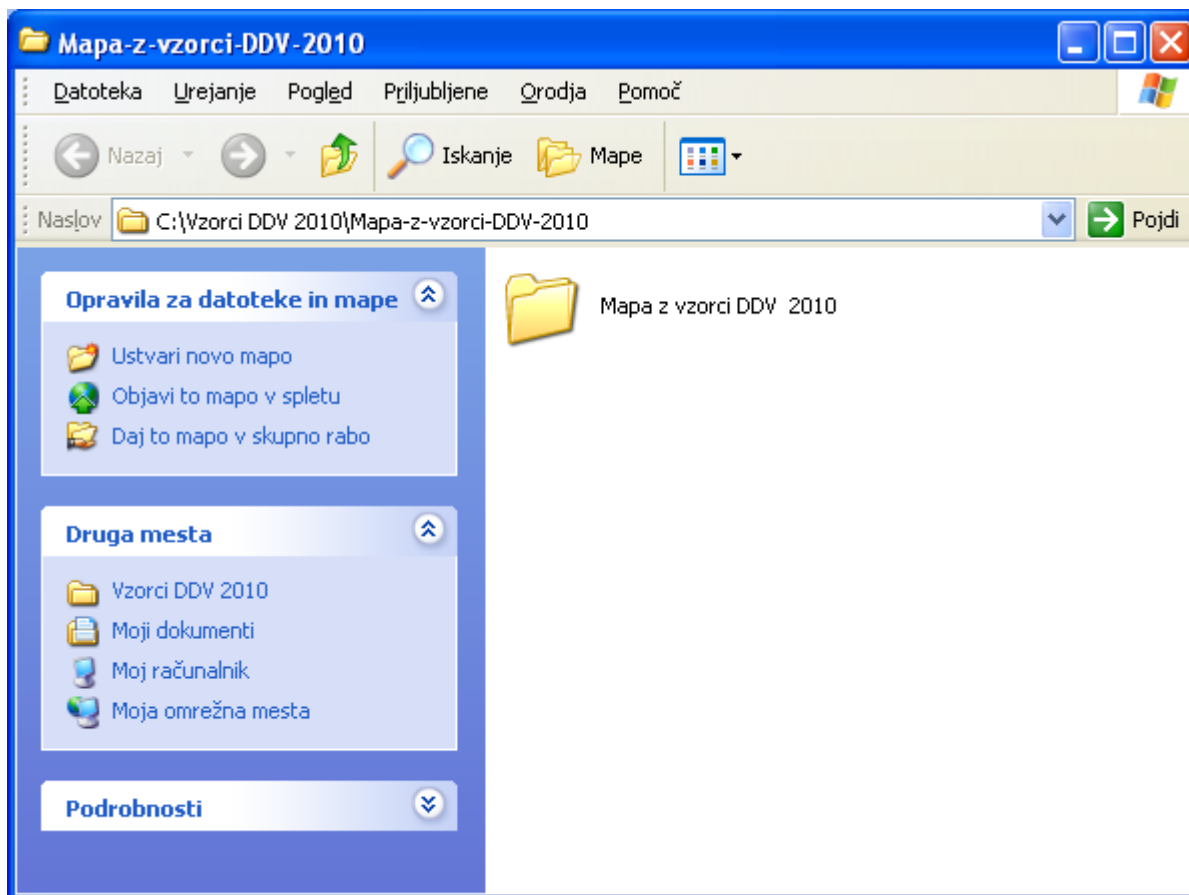 Mapa-z-vzorci-DDV-2010
Datoteka Urejanje Pogled Priljubljene Orodja Pomoč
Nazaj Iskanje Mape
Naslov C:\Vzorci DDV 2010\Mapa-z-vzorci-DDV-2010 Pojdi
Opravila za datoteke in mape
Ustvari novo mapo
Objavi to mapo v spletu
Daj to mapo v skupno rabo
Druga mesta
Vzorci DDV 2010
Moji dokumenti
Moj računalnik
Moja omrežna mesta
Podrobnosti
Mapa z vzorci DDV  2010